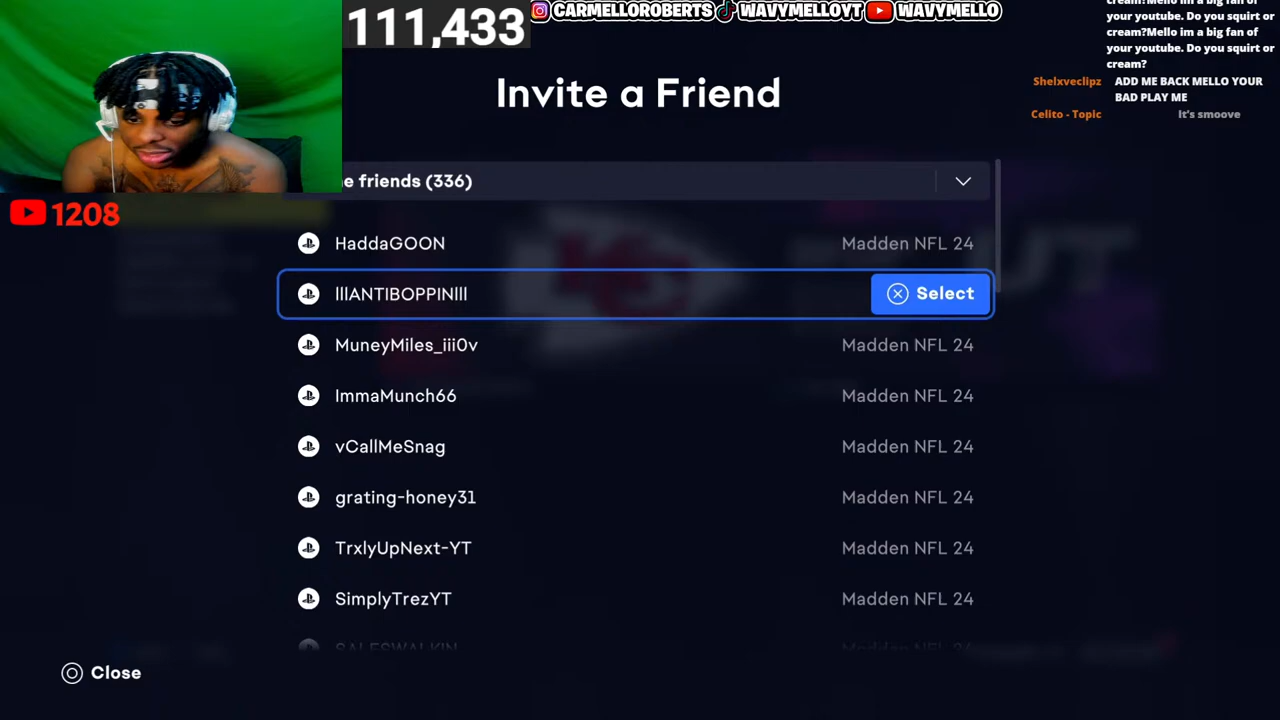 111,433
CARMELLOROBERTS WAVYMELLOYT WAVYMELLO
cream?Mello im a big fan of
your youtube. Do you squirt or
cream?Mello im a big fan of
your youtube. Do you squirt or
cream?
Shelxveclipz ADD ME BACK MELLO YOUR
BAD PLAY ME
Celito - Topic it's smoove
Invite a Friend
e friends (336)
1208
HaddaGOON Madden NFL 24
lllANTIBOPPINlll Select
MuneyMiles_iii0v Madden NFL 24
ImmaMunch66 Madden NFL 24
vCallMeSnag Madden NFL 24
grating-honey31 Madden NFL 24
TrxlyUpNext-YT Madden NFL 24
SimplyTrezYT Madden NFL 24
SALESWALKIN Madden NFL 24
Close